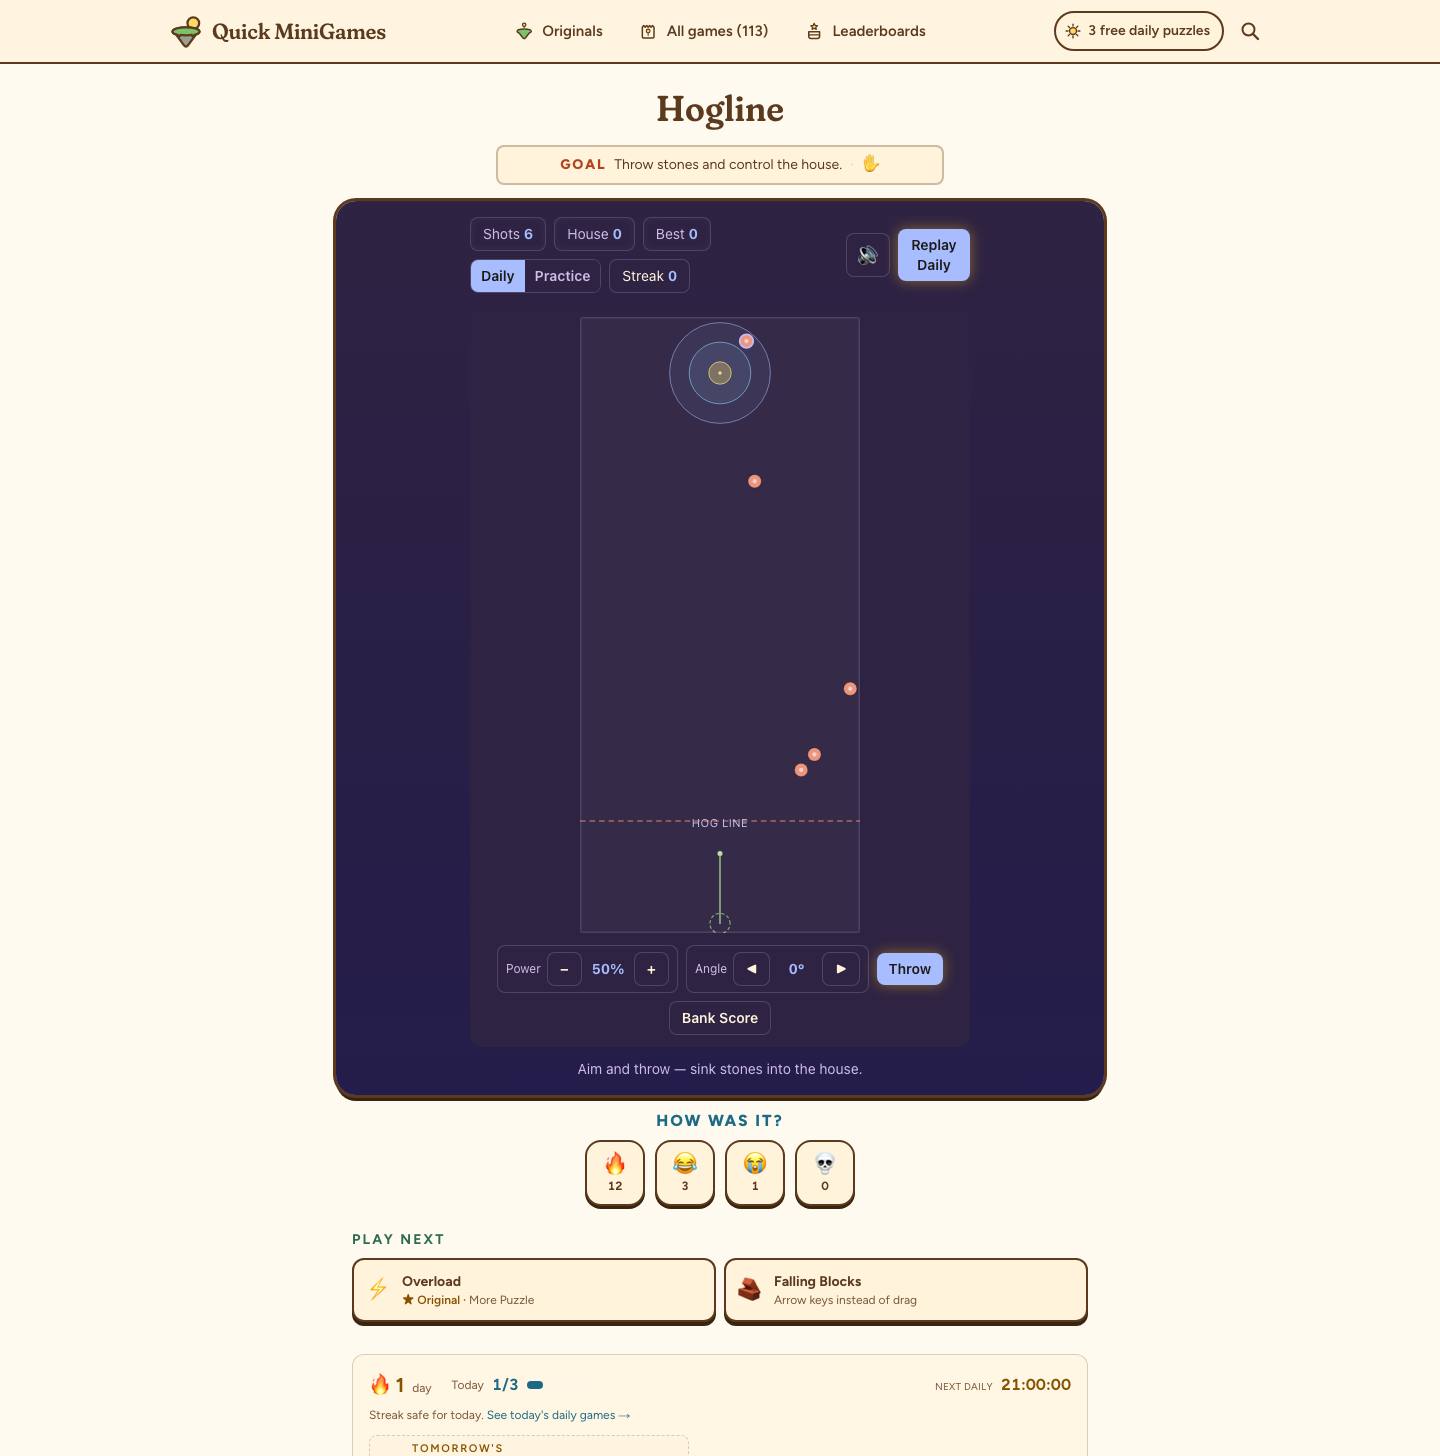 Quick MiniGames
Originals
All games (113)
Leaderboards
3 free daily puzzles
Hogline
GOAL Throw stones and control the house. ·
Shots 6
House 0
Best 0
Daily
Practice
Streak 0
Replay
Daily
HOG LINE
Power
−
50%
+
Angle
0°
Throw
Bank Score
Aim and throw — sink stones into the house.
HOW WAS IT?
12
3
1
0
PLAY NEXT
Overload
Original · More Puzzle
Falling Blocks
Arrow keys instead of drag
1 day
Today 1/3
NEXT DAILY 21:00:00
Streak safe for today. See today's daily games →
TOMORROW'S